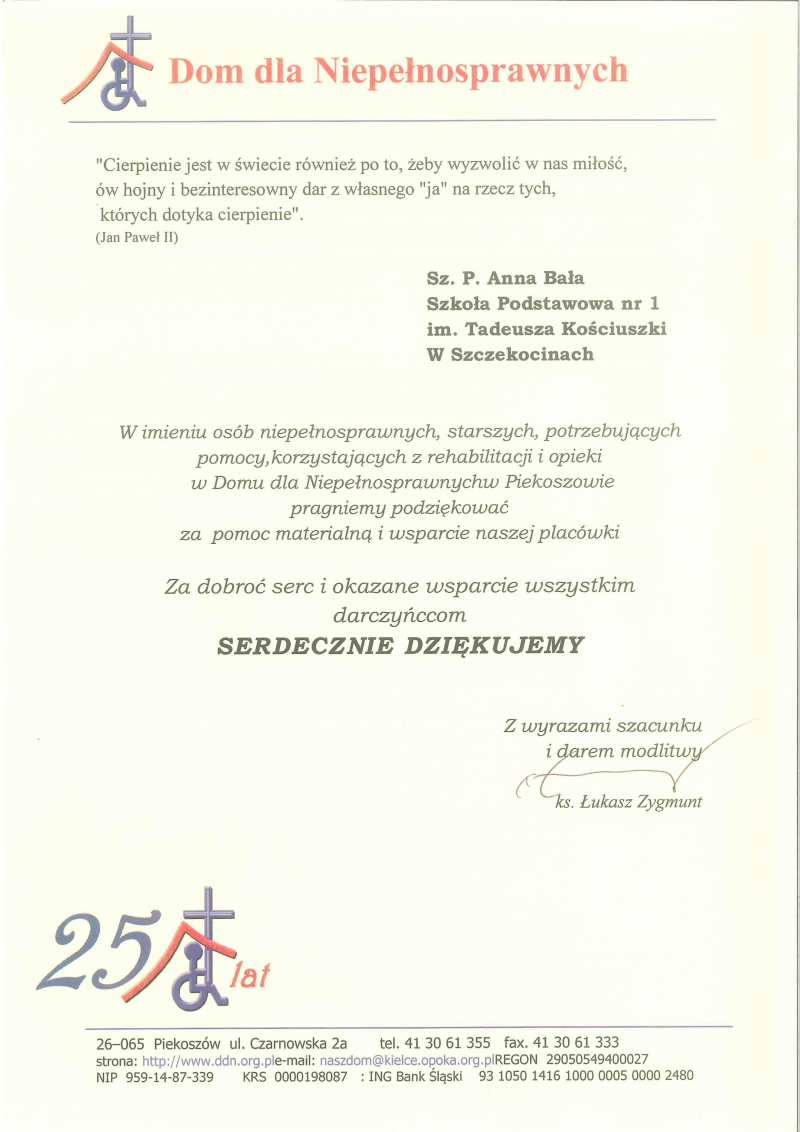 Dom dla Niepełnosprawnych
"Cierpienie jest w świecie również po to, żeby wyzwolić w nas miłość,
ów hojny i bezinteresowny dar z własnego "ja" na rzecz tych,
których dotyka cierpienie".
(Jan Paweł II)
Sz. P. Anna Bała
Szkoła Podstawowa nr 1
im. Tadeusza Kościuszki
W Szczekocinach
W imieniu osób niepełnosprawnych, starszych, potrzebujących
pomocy,korzystających z rehabilitacji i opieki
w Domu dla Niepełnosprawnychw Piekoszowie
pragniemy podziękować
za pomoc materialną i wsparcie naszej placówki
Za dobroć serc i okazane wsparcie wszystkim
darczyńccom
SERDECZNIE DZIĘKUJEMY
Z wyrazami szacunku
i darem modlitwy
ks. Łukasz Zygmunt
25 lat
26–065 Piekoszów ul. Czarnowska 2a tel. 41 30 61 355 fax. 41 30 61 333
strona: http://www.ddn.org.ple-mail: naszdom@kielce.opoka.org.plREGON 29050549400027
NIP 959-14-87-339 KRS 0000198087 : ING Bank Śląski 93 1050 1416 1000 0005 0000 2480